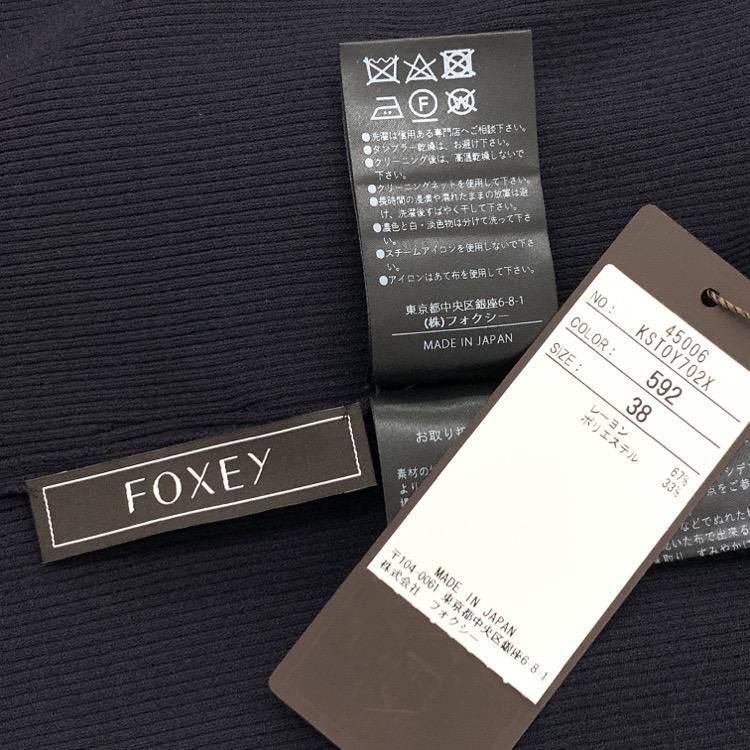 F
W
●洗濯は信用ある専門店へご相談下さい。
●タンブラー乾燥は、お避け下さい。
●クリーニング後は、高温乾燥しないで
下さい。
●クリーニングネットを使用して下さい。
●長時間の浸漬や濡れたままの放置は避
け、洗濯後すばやく干して下さい。
●濃色と白・淡色物は分けて洗って下さ
い。
●スチームアイロンを使用しないで下さ
い。
●アイロンはあて布を使用して下さい。
東京都中央区銀座6-8-1
(株)フォクシー
MADE IN JAPAN
FOXEY
お取り扱
素材の
より
NO: 45006
KST0Y702X
COLOR: 592
SIZE: 38
レーヨン 67%
ポリエステル 33%
MADE IN JAPAN
〒104-0061 東京都中央区銀座6-8-1
株式会社 フォクシー